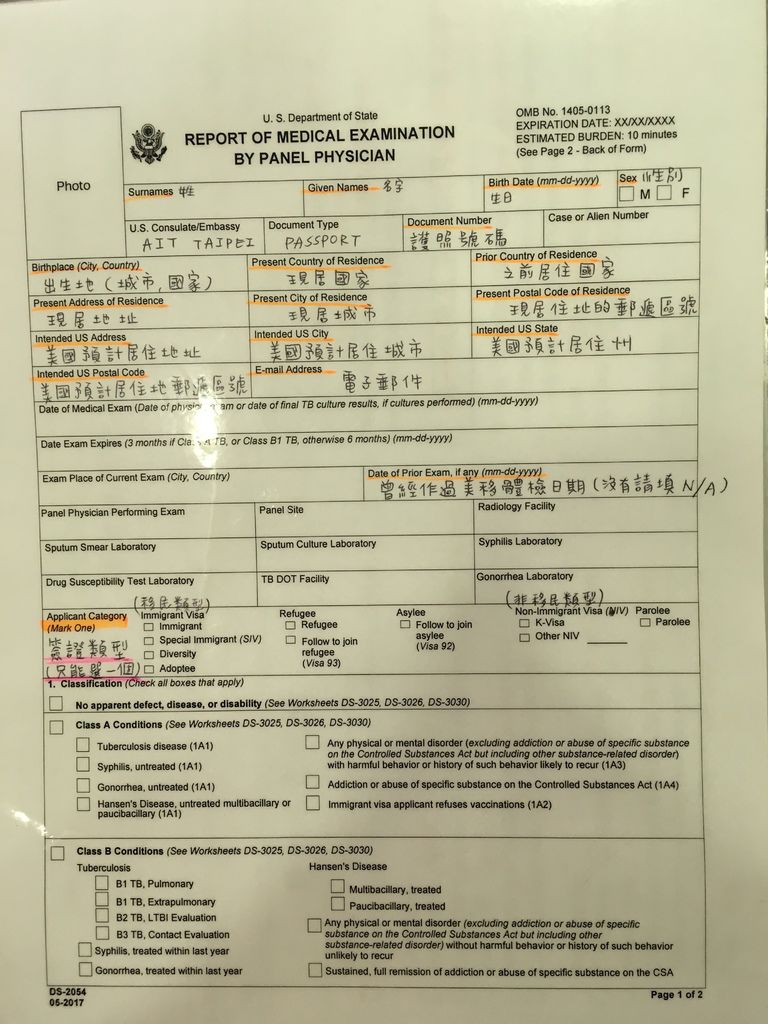 U. S. Department of State
REPORT OF MEDICAL EXAMINATION
BY PANEL PHYSICIAN
OMB No. 1405-0113
EXPIRATION DATE: XX/XX/XXXX
ESTIMATED BURDEN: 10 minutes
(See Page 2 - Back of Form)
Photo
Surnames 姓
Given Names 名字
Birth Date (mm-dd-yyyy)
生日
Sex 性別
M F
U.S. Consulate/Embassy
AIT TAIPEI
Document Type
PASSPORT
Document Number
護照號碼
Case or Alien Number
Birthplace (City, Country)
出生地 (城市, 國家)
Present Country of Residence
現居國家
Prior Country of Residence
之前居住國家
Present Address of Residence
現居地址
Present City of Residence
現居城市
Present Postal Code of Residence
現居住址的郵遞區號
Intended US Address
美國預計居住地址
Intended US City
美國預計居住城市
Intended US State
美國預計居住州
Intended US Postal Code
美國預計居住地郵遞區號
E-mail Address
電子郵件
Date of Medical Exam (Date of physical exam or date of final TB culture results, if cultures performed) (mm-dd-yyyy)
Date Exam Expires (3 months if Class A TB, or Class B1 TB, otherwise 6 months) (mm-dd-yyyy)
Exam Place of Current Exam (City, Country)
Date of Prior Exam, if any (mm-dd-yyyy)
曾經作過美移體檢日期 (沒有請填 N/A)
Panel Physician Performing Exam
Panel Site
Radiology Facility
Sputum Smear Laboratory
Sputum Culture Laboratory
Syphilis Laboratory
Drug Susceptibility Test Laboratory
TB DOT Facility
Gonorrhea Laboratory
Applicant Category
(Mark One)
簽證類型
(只能選一個)
(移民類型)
Immigrant Visa
Immigrant
Special Immigrant (SIV)
Diversity
Adoptee
Refugee
Refugee
Follow to join
refugee
(Visa 93)
Asylee
Follow to join
asylee
(Visa 92)
(非移民類型)
Non-Immigrant Visa (NIV)
K-Visa
Other NIV
Parolee
Parolee
1. Classification (Check all boxes that apply)
No apparent defect, disease, or disability (See Worksheets DS-3025, DS-3026, DS-3030)
Class A Conditions (See Worksheets DS-3025, DS-3026, DS-3030)
Tuberculosis disease (1A1)
Syphilis, untreated (1A1)
Gonorrhea, untreated (1A1)
Hansen's Disease, untreated multibacillary or
paucibacillary (1A1)
Any physical or mental disorder (excluding addiction or abuse of specific substance
on the Controlled Substances Act but including other substance-related disorder)
with harmful behavior or history of such behavior likely to recur (1A3)
Addiction or abuse of specific substance on the Controlled Substances Act (1A4)
Immigrant visa applicant refuses vaccinations (1A2)
Class B Conditions (See Worksheets DS-3025, DS-3026, DS-3030)
Tuberculosis
B1 TB, Pulmonary
B1 TB, Extrapulmonary
B2 TB, LTBI Evaluation
B3 TB, Contact Evaluation
Syphilis, treated within last year
Gonorrhea, treated within last year
Hansen's Disease
Multibacillary, treated
Paucibacillary, treated
Any physical or mental disorder (excluding addiction or abuse of specific
substance on the Controlled Substances Act but including other
substance-related disorder) without harmful behavior or history of such behavior
unlikely to recur
Sustained, full remission of addiction or abuse of specific substance on the CSA
DS-2054
05-2017
Page 1 of 2